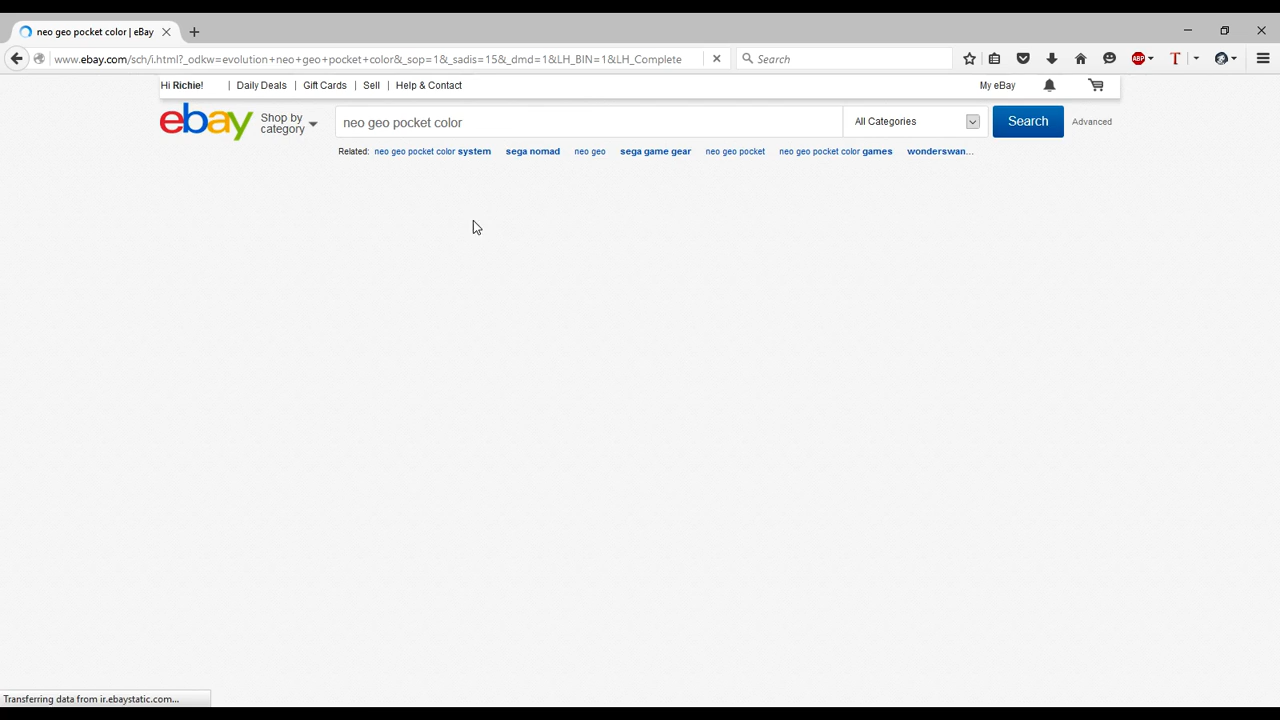 neo geo pocket color | eBay
www.ebay.com/sch/i.html?_odkw=evolution+neo+geo+pocket+color&_sop=1&_sadis=15&_dmd=1&LH_BIN=1&LH_Complete
Search
Hi Richie! | Daily Deals | Gift Cards | Sell | Help & Contact
My eBay
ebay
Shop by category
neo geo pocket color
All Categories
Search
Advanced
Related: neo geo pocket color system sega nomad neo geo sega game gear neo geo pocket neo geo pocket color games wonderswan...
Transferring data from ir.ebaystatic.com...